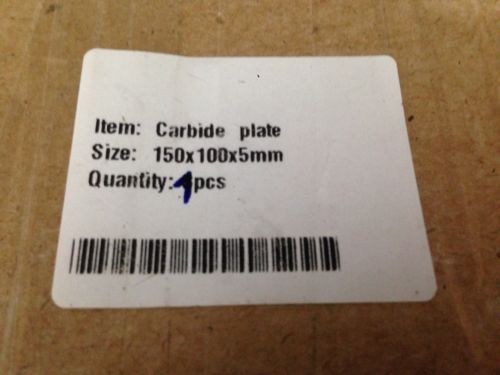 Item: Carbide plate
Size: 150x100x5mm
Quantity: 1pcs